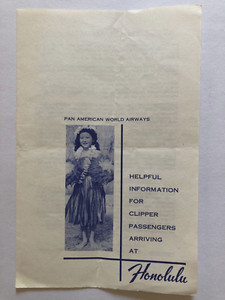 PAN AMERICAN WORLD AIRWAYS
HELPFUL
INFORMATION
FOR
CLIPPER
PASSENGERS
ARRIVING
AT
Honolulu